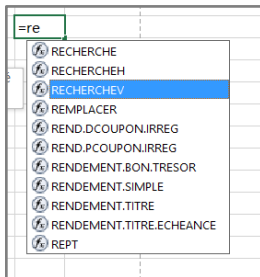 =re
RECHERCHE
RECHERCHEH
RECHERCHEV
REMPLACER
REND.DCOUPON.IRREG
REND.PCOUPON.IRREG
RENDEMENT.BON.TRESOR
RENDEMENT.SIMPLE
RENDEMENT.TITRE
RENDEMENT.TITRE.ECHEANCE
REPT